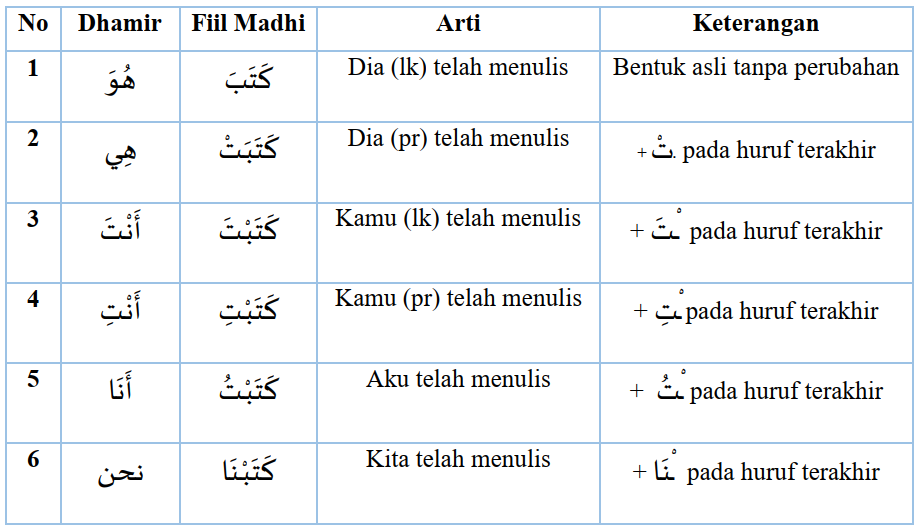 No Dhamir Fiil Madhi Arti Keterangan
1 هُوَ كَتَبَ Dia (lk) telah menulis Bentuk asli tanpa perubahan
2 هِي كَتَبَتْ Dia (pr) telah menulis + تْ. pada huruf terakhir
3 أَنْتَ كَتَبْتَ Kamu (lk) telah menulis + ـْتَ pada huruf terakhir
4 أَنْتِ كَتَبْتِ Kamu (pr) telah menulis + ـْتِ pada huruf terakhir
5 أَنَا كَتَبْتُ Aku telah menulis + ـْتُ pada huruf terakhir
6 نحن كَتَبْنَا Kita telah menulis + ـْنَا pada huruf terakhir